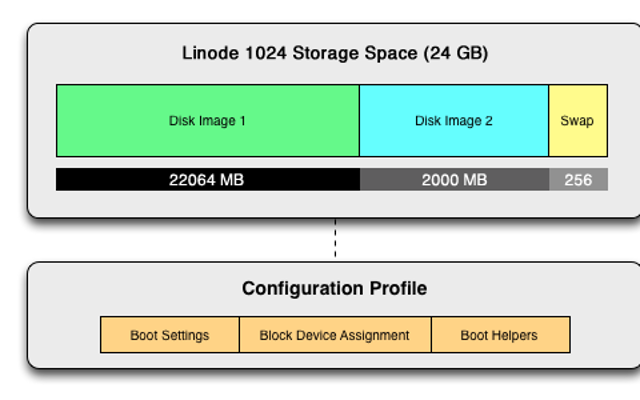 Linode 1024 Storage Space (24 GB)
Disk Image 1 Disk Image 2 Swap
22064 MB 2000 MB 256
Configuration Profile
Boot Settings Block Device Assignment Boot Helpers